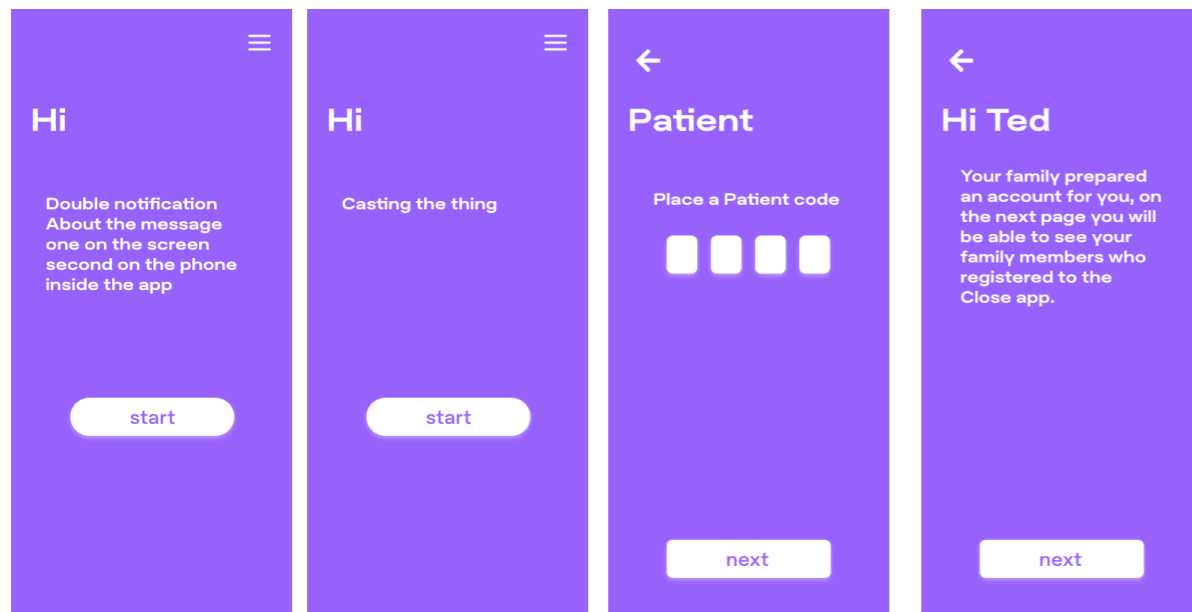 Hi
Double notification
About the message
one on the screen
second on the phone
inside the app
start
Hi
Casting the thing
start
Patient
Place a Patient code
next
Hi Ted
Your family prepared
an account for you, on
the next page you will
be able to see your
family members who
registered to the
Close app.
next